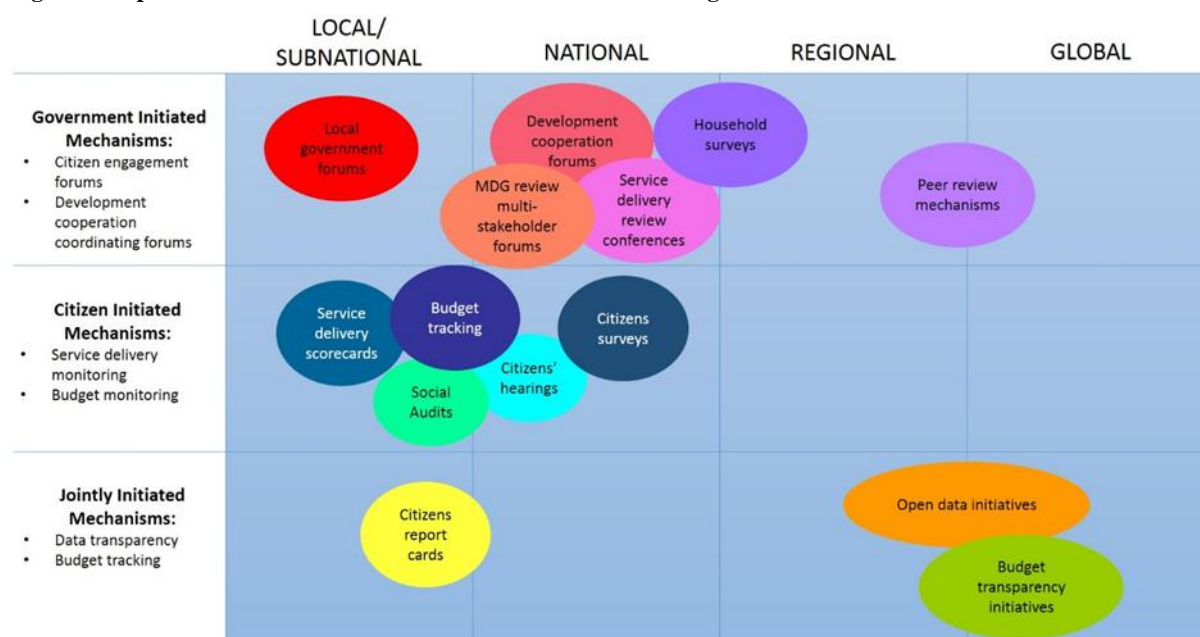 LOCAL/
SUBNATIONAL
NATIONAL
REGIONAL
GLOBAL
Government Initiated
Mechanisms:
• Citizen engagement
forums
• Development
cooperation
coordinating forums
Local
government
forums
Development
cooperation
forums
Household
surveys
MDG review
multi-
stakeholder
forums
Service
delivery
review
conferences
Peer review
mechanisms
Citizen Initiated
Mechanisms:
• Service delivery
monitoring
• Budget monitoring
Service
delivery
scorecards
Budget
tracking
Citizens
surveys
Citizens'
hearings
Social
Audits
Jointly Initiated
Mechanisms:
• Data transparency
• Budget tracking
Citizens
report
cards
Open data initiatives
Budget
transparency
initiatives